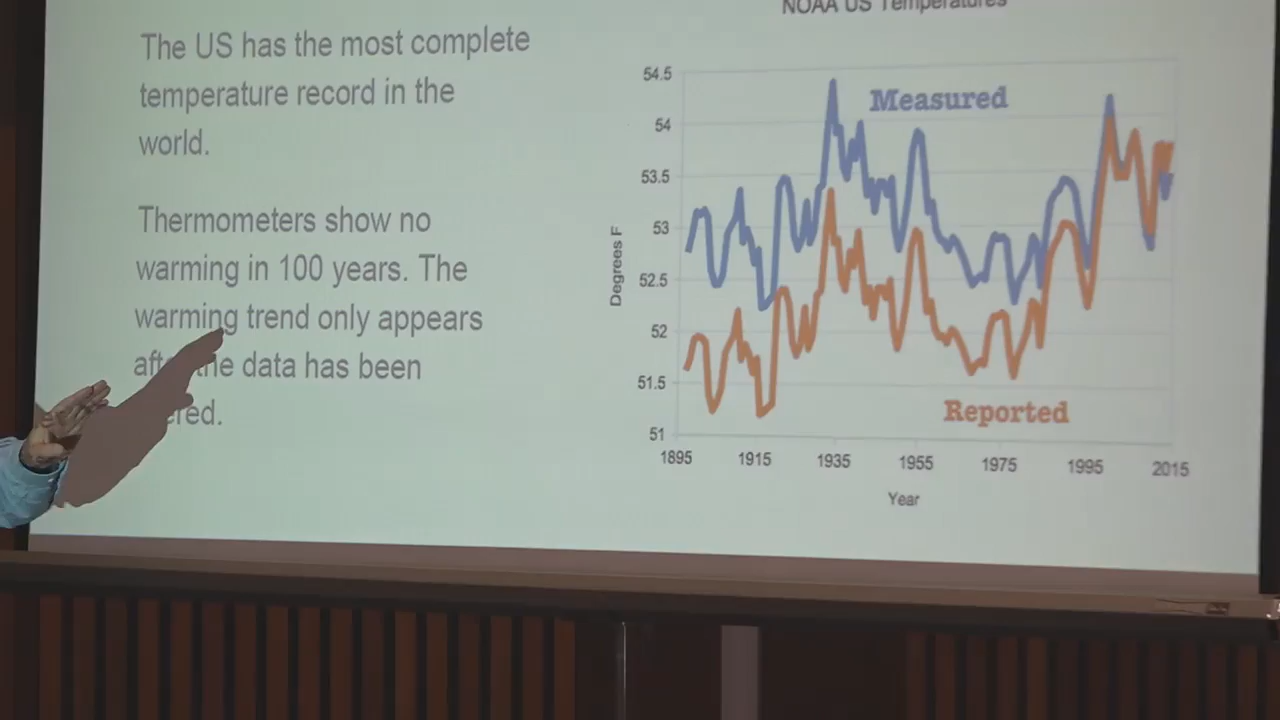 NOAA US Temperatures
The US has the most complete
temperature record in the
world.
Thermometers show no
warming in 100 years. The
warming trend only appears
the data has been
54.5
54
53.5
53
52.5
52
51.5
51
Degrees F
Measured
Reported
1895 1915 1935 1955 1975 1995 2015
Year